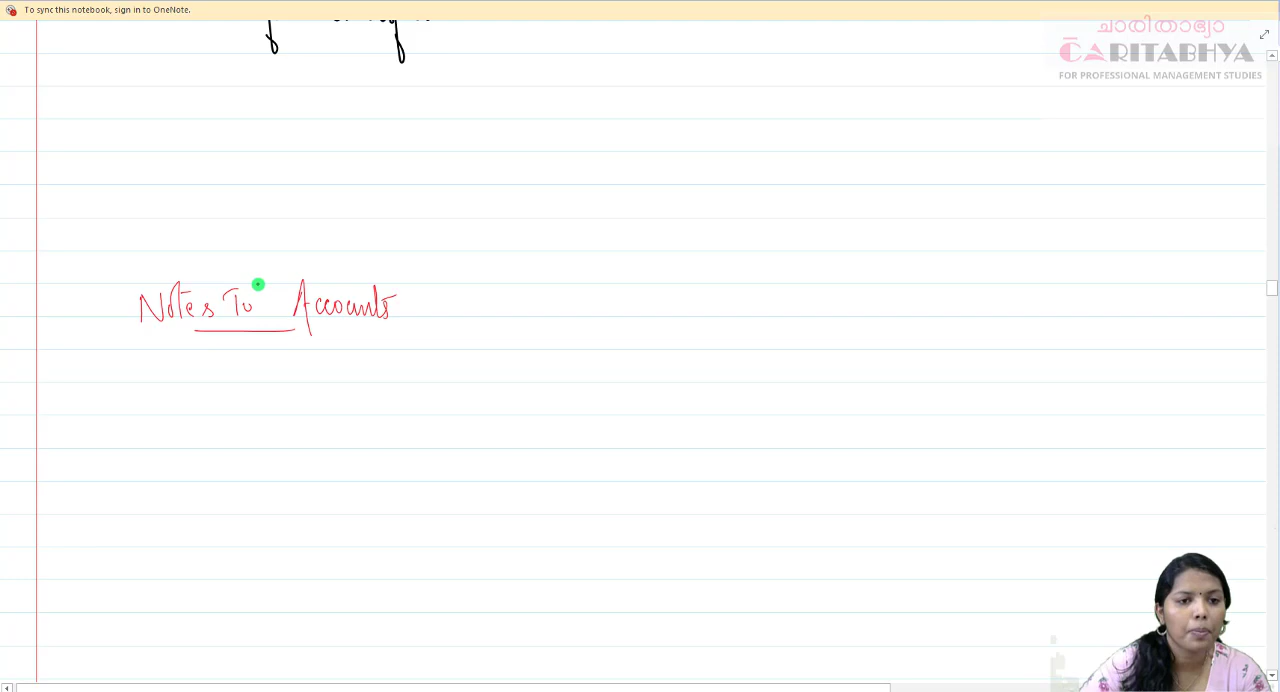 To sync this notebook, sign in to OneNote.
ചാരിതാഭ്യാ
CARITABHYA
FOR PROFESSIONAL MANAGEMENT STUDIES
Notes To Accounts